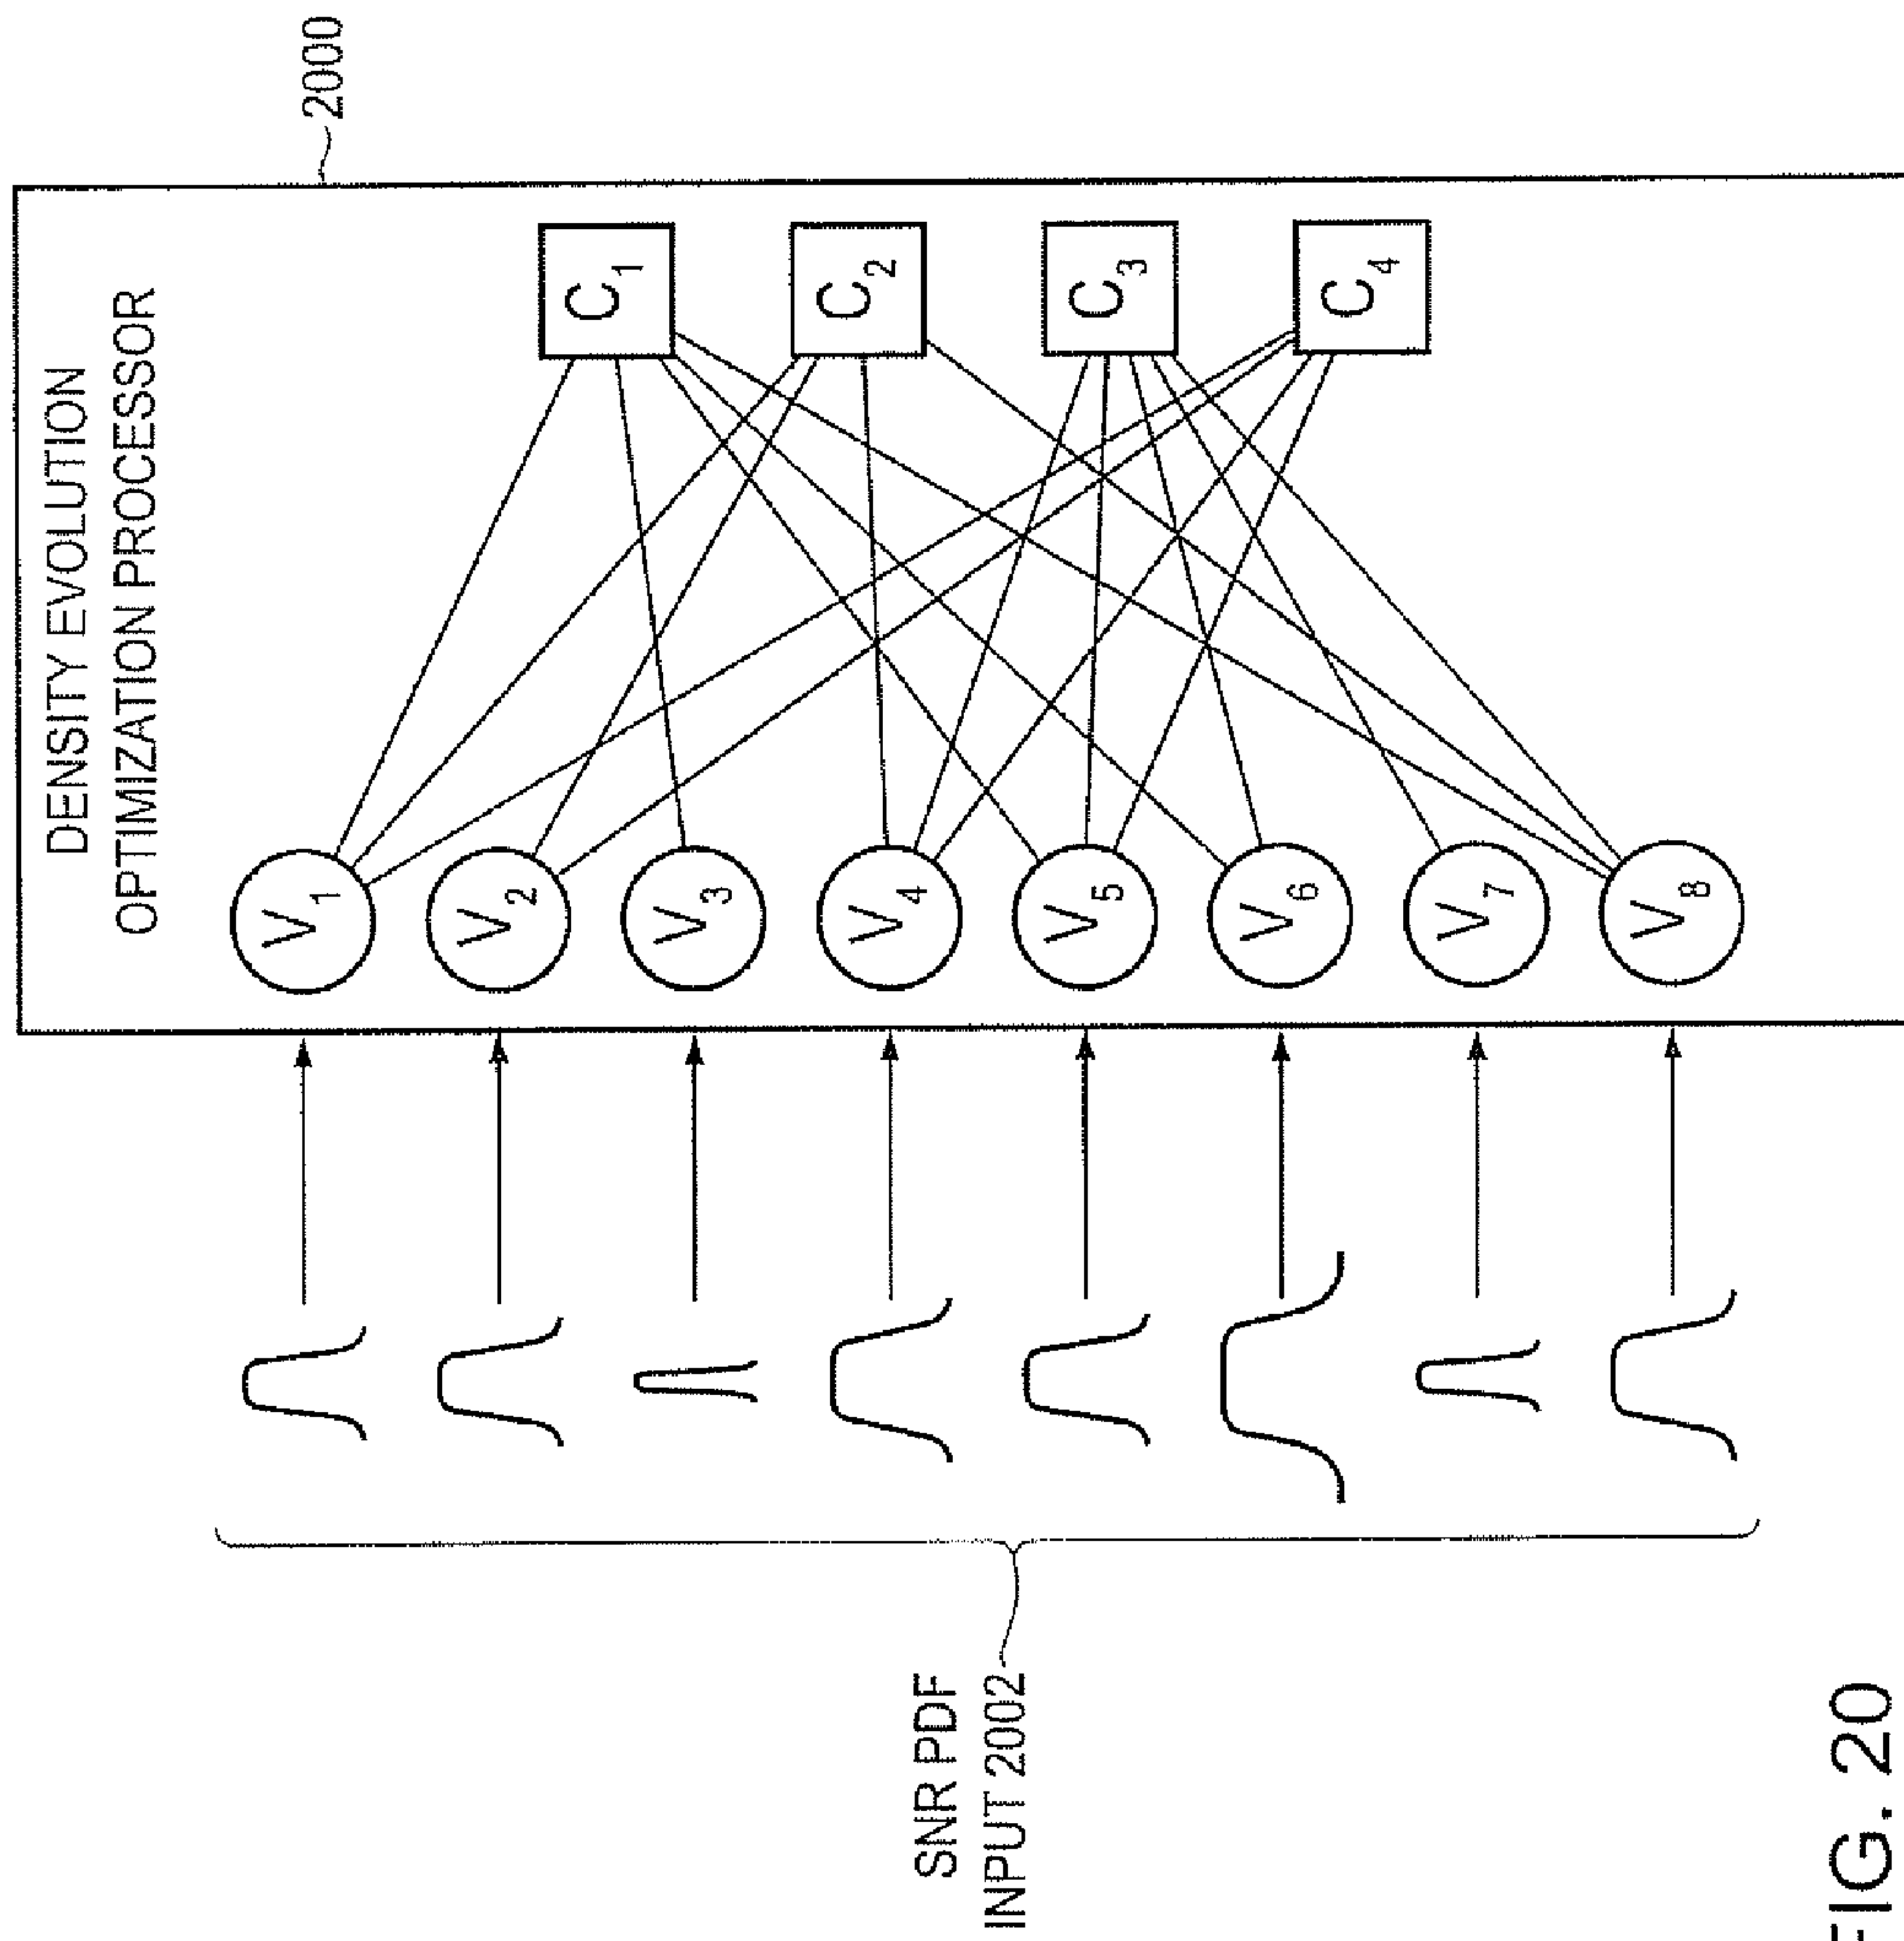 DENSITY EVOLUTION
OPTIMIZATION PROCESSOR
2000
V1
V2
V3
V4
V5
V6
V7
V8
C1
C2
C3
C4
SNR PDF
INPUT 2002
FIG. 20